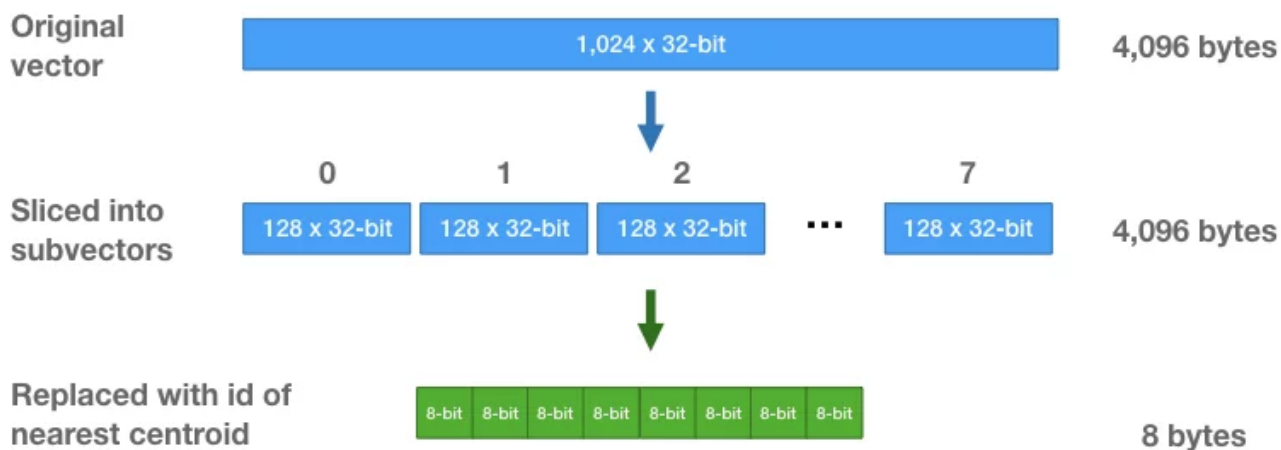 Original
vector
1,024 x 32-bit
4,096 bytes
0 1 2 7
Sliced into
subvectors
128 x 32-bit 128 x 32-bit 128 x 32-bit ... 128 x 32-bit
4,096 bytes
Replaced with id of
nearest centroid
8-bit 8-bit 8-bit 8-bit 8-bit 8-bit 8-bit 8-bit
8 bytes